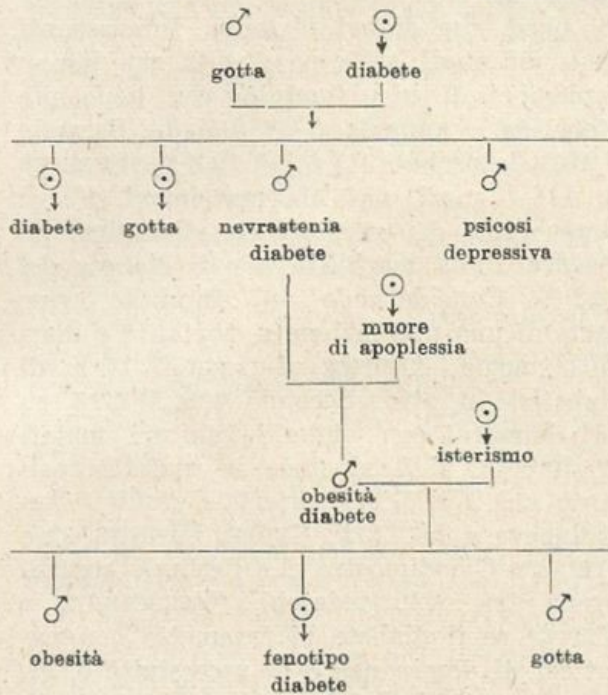 gotta diabete
diabete gotta nevrastenia psicosi
diabete depressiva
muore
di apoplessia
isterismo
obesità
diabete
obesità fenotipo gotta
diabete